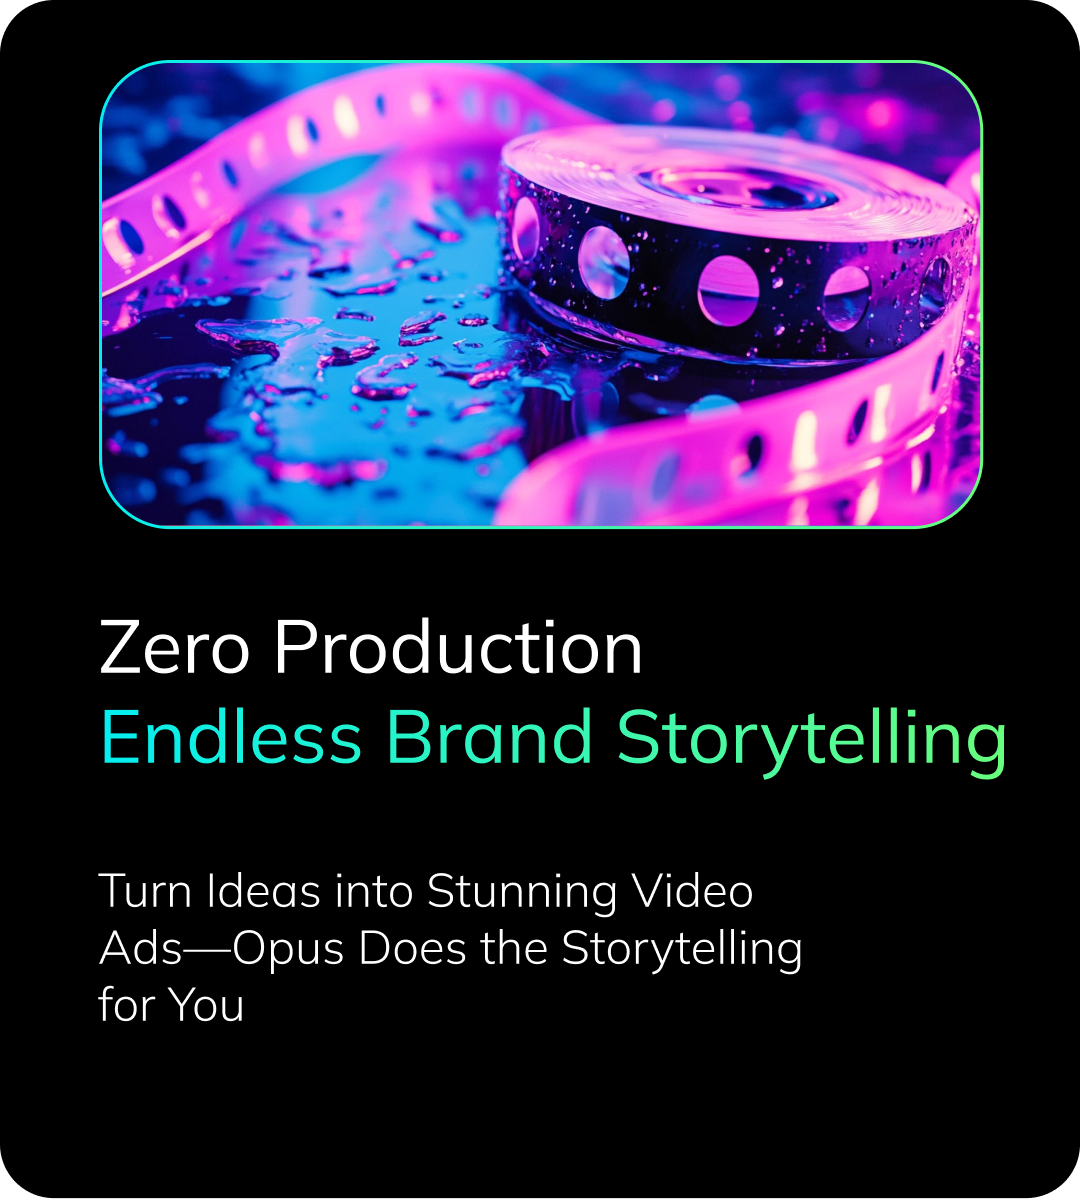 Zero Production
Endless Brand Storytelling
Turn Ideas into Stunning Video
Ads—Opus Does the Storytelling
for You